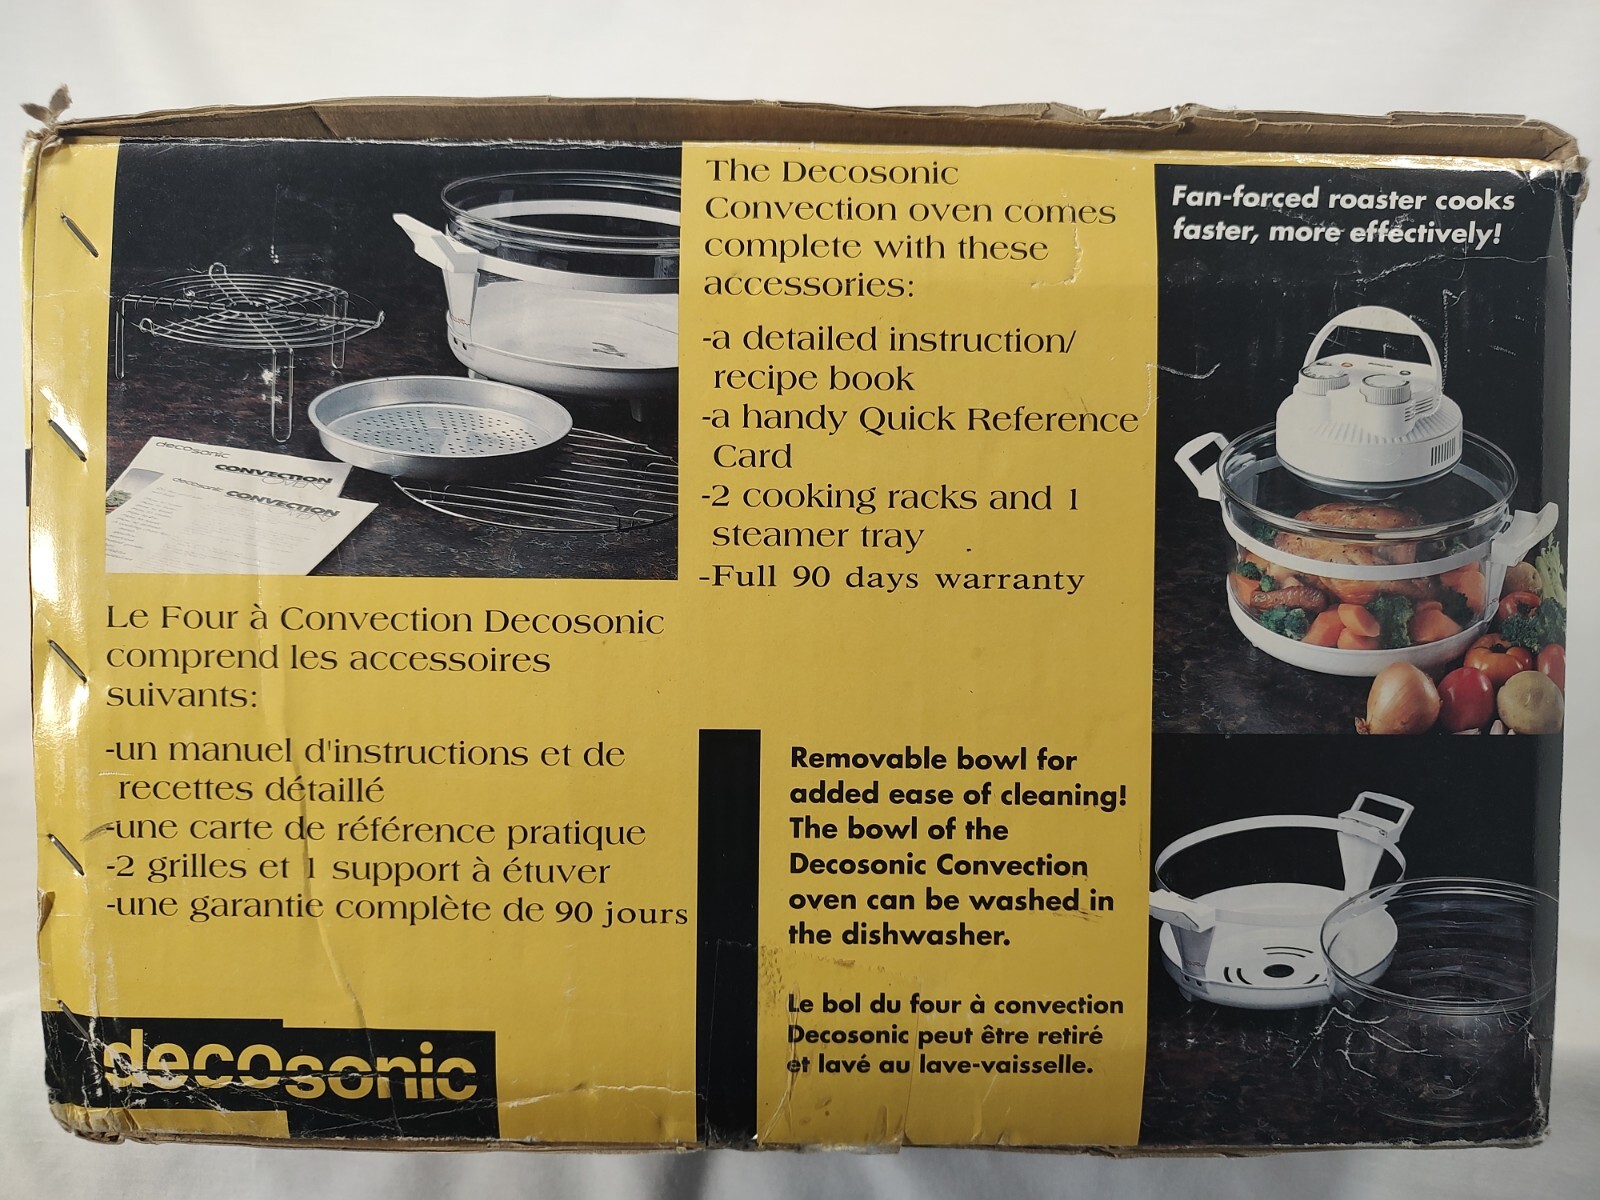 The Decosonic
Convection oven comes
complete with these
accessories:
-a detailed instruction/
recipe book
-a handy Quick Reference
Card
-2 cooking racks and 1
steamer tray
-Full 90 days warranty
Fan-forced roaster cooks
faster, more effectively!
decosonic
CONVECTION
decosonic
CONVECTION
Le Four à Convection Decosonic
comprend les accessoires
suivants:
-un manuel d'instructions et de
recettes détaillé
-une carte de référence pratique
-2 grilles et 1 support à étuver
-une garantie complète de 90 jours
Removable bowl for
added ease of cleaning!
The bowl of the
Decosonic Convection
oven can be washed in
the dishwasher.
Le bol du four à convection
Decosonic peut être retiré
et lavé au lave-vaisselle.
decosonic